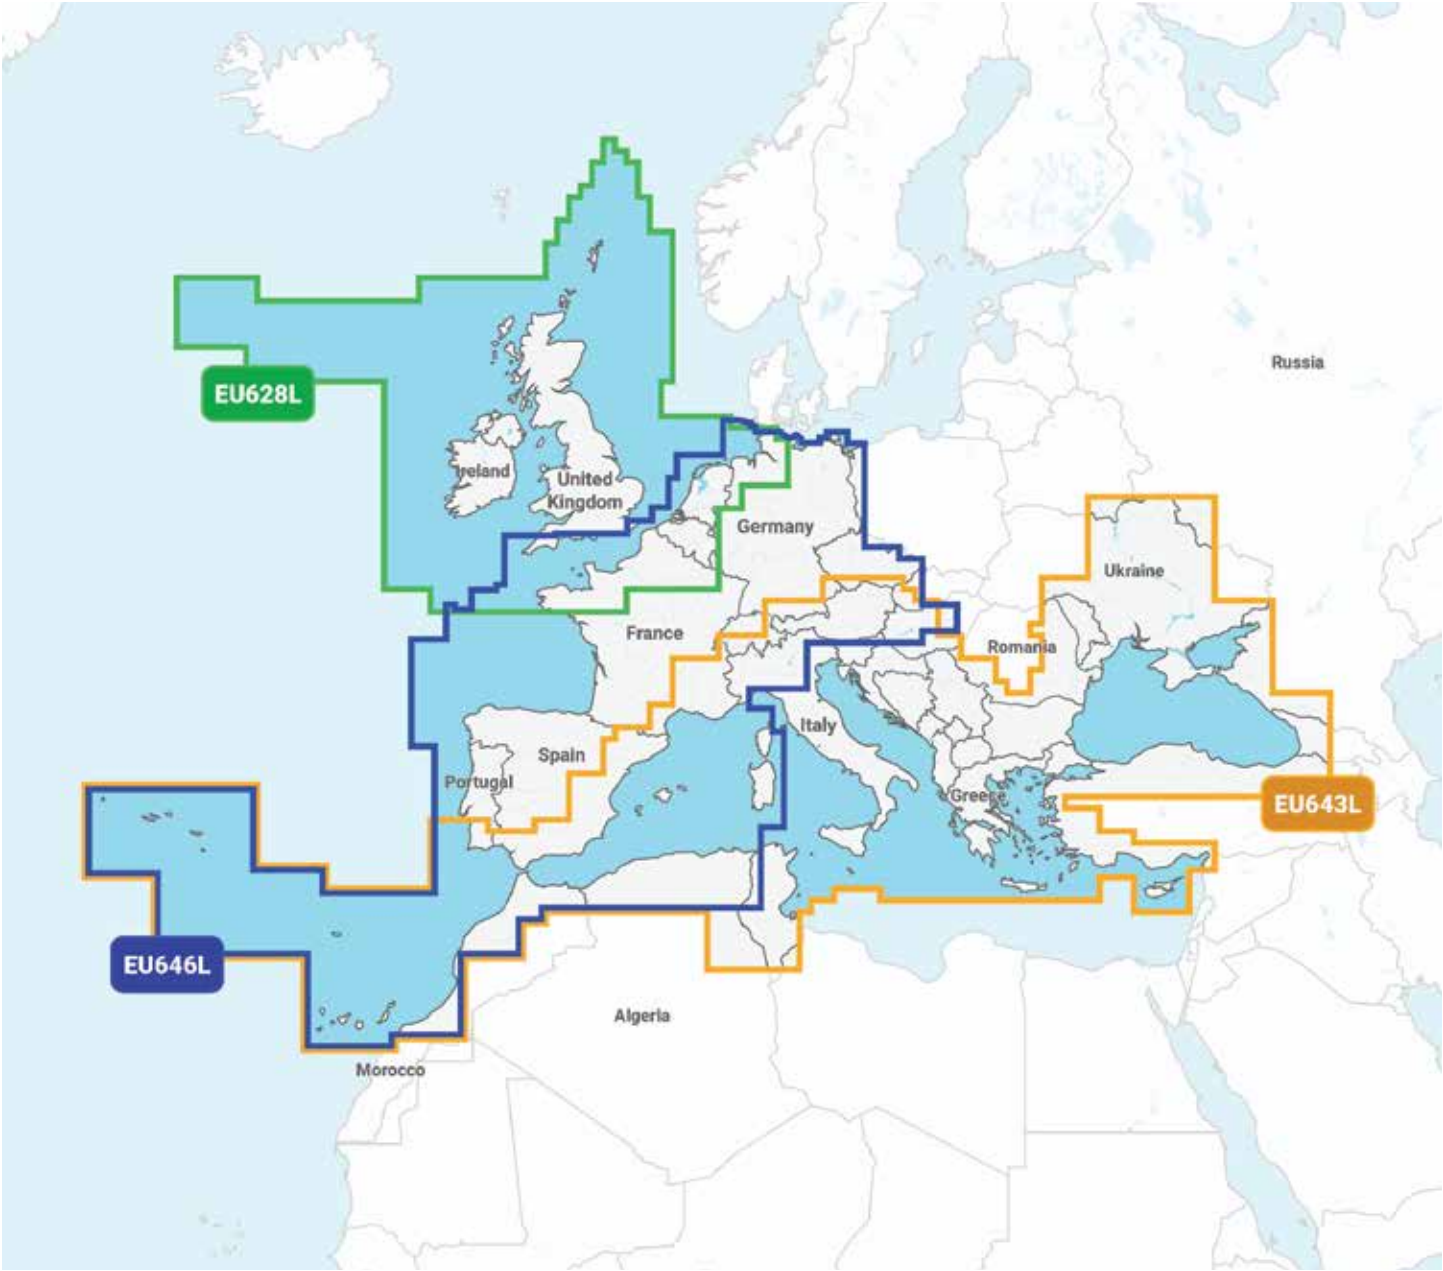 Russia
EU628L
Ireland
United
Kingdom
Germany
Ukraine
France
Romania
Italy
Spain
Portugal
Greece
EU643L
EU646L
Algeria
Morocco